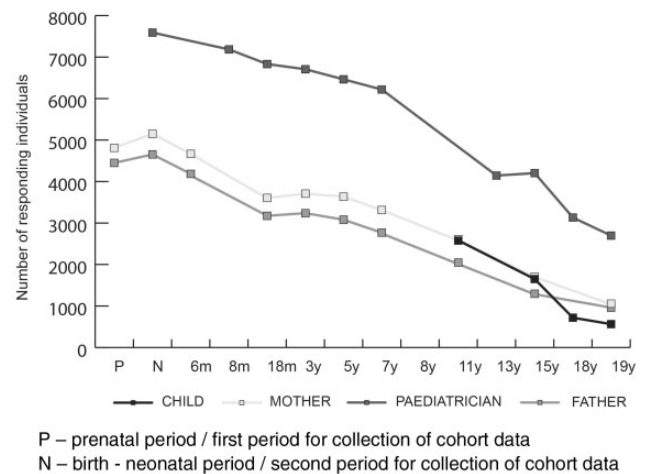 Number of responding individuals
8000
7000
6000
5000
4000
3000
2000
1000
0
P N 6m 8m 18m 3y 5y 7y 8y 11y 13y 15y 18y 19y
CHILD MOTHER PAEDIATRICIAN FATHER
P – prenatal period / first period for collection of cohort data
N – birth - neonatal period / second period for collection of cohort data